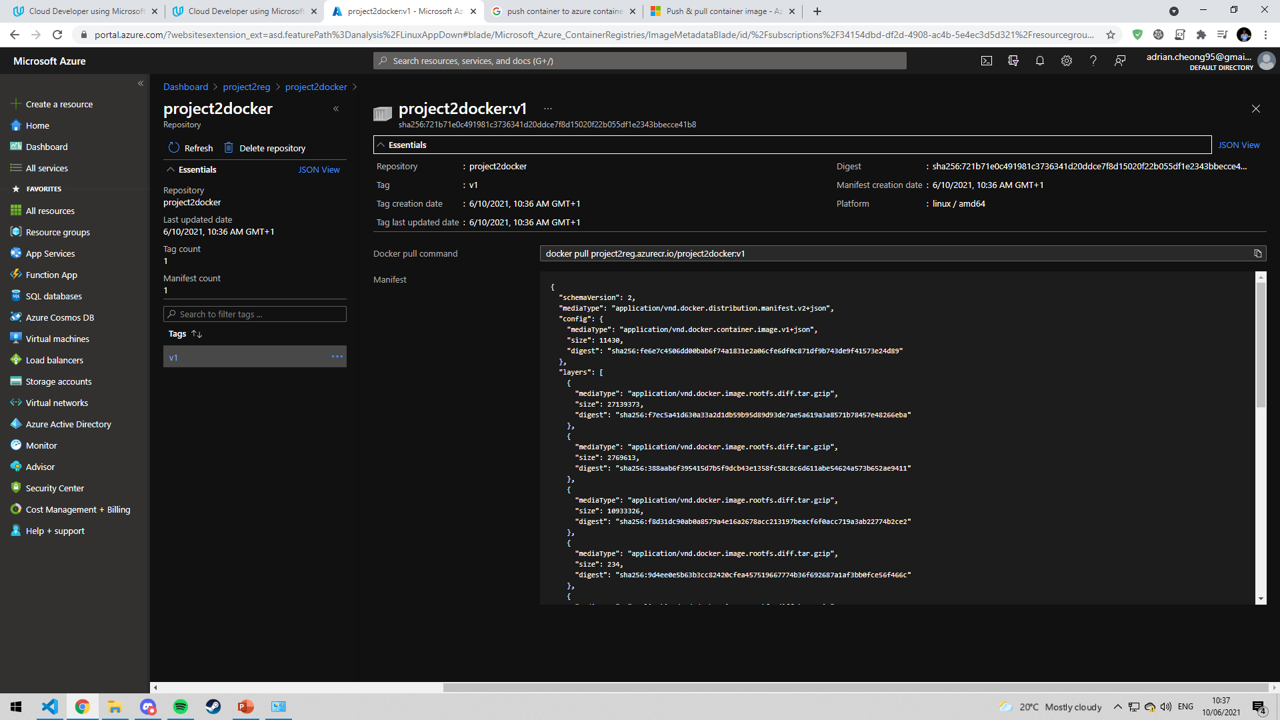 Cloud Developer using Microsoft
Cloud Developer using Microsoft
project2docker:v1 - Microsoft Az
push container to azure containe
Push & pull container image - Az
portal.azure.com/?websitesextension_ext=asd.featurePath%3Danalysis%2FLinuxAppDown#blade/Microsoft_Azure_ContainerRegistries/ImageMetadataBlade/id/%2Fsubscriptions%2F34154dbd-df2d-4908-ac4b-5e4ec3d5d321%2Fresourcegrou...
Microsoft Azure
Search resources, services, and docs (G+/)
adrian.cheong95@gmai...
DEFAULT DIRECTORY
Create a resource
Home
Dashboard
All services
FAVORITES
All resources
Resource groups
App Services
Function App
SQL databases
Azure Cosmos DB
Virtual machines
Load balancers
Storage accounts
Virtual networks
Azure Active Directory
Monitor
Advisor
Security Center
Cost Management + Billing
Help + support
Dashboard > project2reg > project2docker >
project2docker
Repository
Refresh
Delete repository
Essentials
JSON View
Repository
project2docker
Last updated date
6/10/2021, 10:36 AM GMT+1
Tag count
1
Manifest count
1
Search to filter tags ...
Tags
v1
project2docker:v1
sha256:721b71e0c491981c3736341d20ddce7f8d15020f22b055df1e2343bbecce41b8
Essentials
JSON View
Repository : project2docker
Tag : v1
Tag creation date : 6/10/2021, 10:36 AM GMT+1
Tag last updated date : 6/10/2021, 10:36 AM GMT+1
Digest : sha256:721b71e0c491981c3736341d20ddce7f8d15020f22b055df1e2343bbecce4...
Manifest creation date : 6/10/2021, 10:36 AM GMT+1
Platform : linux / amd64
Docker pull command
docker pull project2reg.azurecr.io/project2docker:v1
Manifest
{
"schemaVersion": 2,
"mediaType": "application/vnd.docker.distribution.manifest.v2+json",
"config": {
"mediaType": "application/vnd.docker.container.image.v1+json",
"size": 11430,
"digest": "sha256:fe6e7c4506dd00bab6f74a1831e2a06cfe6df0c871df9b743de9f41573e24d89"
},
"layers": [
{
"mediaType": "application/vnd.docker.image.rootfs.diff.tar.gzip",
"size": 27139373,
"digest": "sha256:f7ec5a41d630a33a2d1db59b95d89d93de7ae5a619a3a8571b78457e48266eba"
},
{
"mediaType": "application/vnd.docker.image.rootfs.diff.tar.gzip",
"size": 2769613,
"digest": "sha256:388aab6f395415d7b5f9dcb43e1358fc58c8c6d611abe54624a573b652ae9411"
},
{
"mediaType": "application/vnd.docker.image.rootfs.diff.tar.gzip",
"size": 10933326,
"digest": "sha256:f8d31dc90ab0a8579a4e16a2678acc213197beacf6f0acc719a3ab22774b2ce2"
},
{
"mediaType": "application/vnd.docker.image.rootfs.diff.tar.gzip",
"size": 234,
"digest": "sha256:9d4ee0e5b63b3cc82420cfea457519667774b36f692687a1af3bb0fce56f466c"
},
{
20°C Mostly cloudy
ENG
10:37
10/06/2021
4